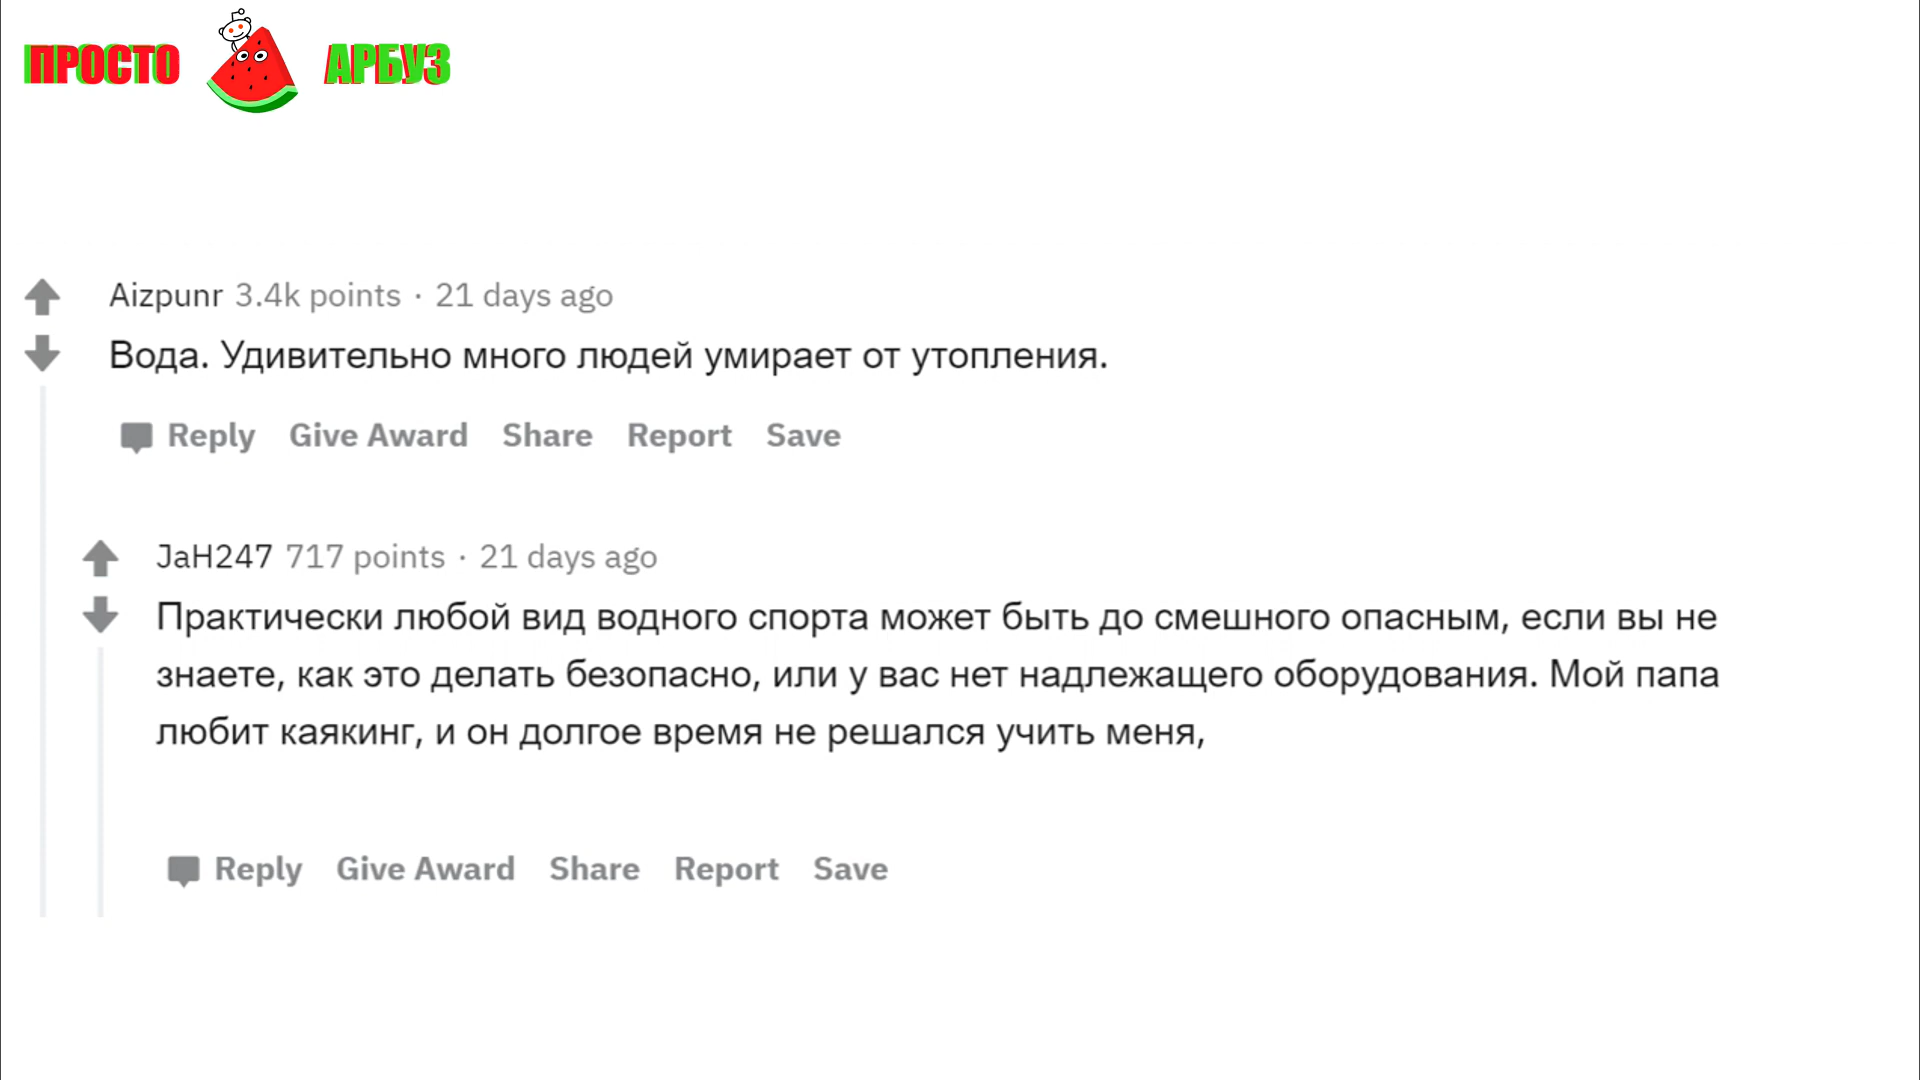 ПРОСТО АРБУЗ
Aizpunr 3.4k points · 21 days ago
Вода. Удивительно много людей умирает от утопления.
Reply Give Award Share Report Save
JaH247 717 points · 21 days ago
Практически любой вид водного спорта может быть до смешного опасным, если вы не
знаете, как это делать безопасно, или у вас нет надлежащего оборудования. Мой папа
любит каякинг, и он долгое время не решался учить меня,
Reply Give Award Share Report Save